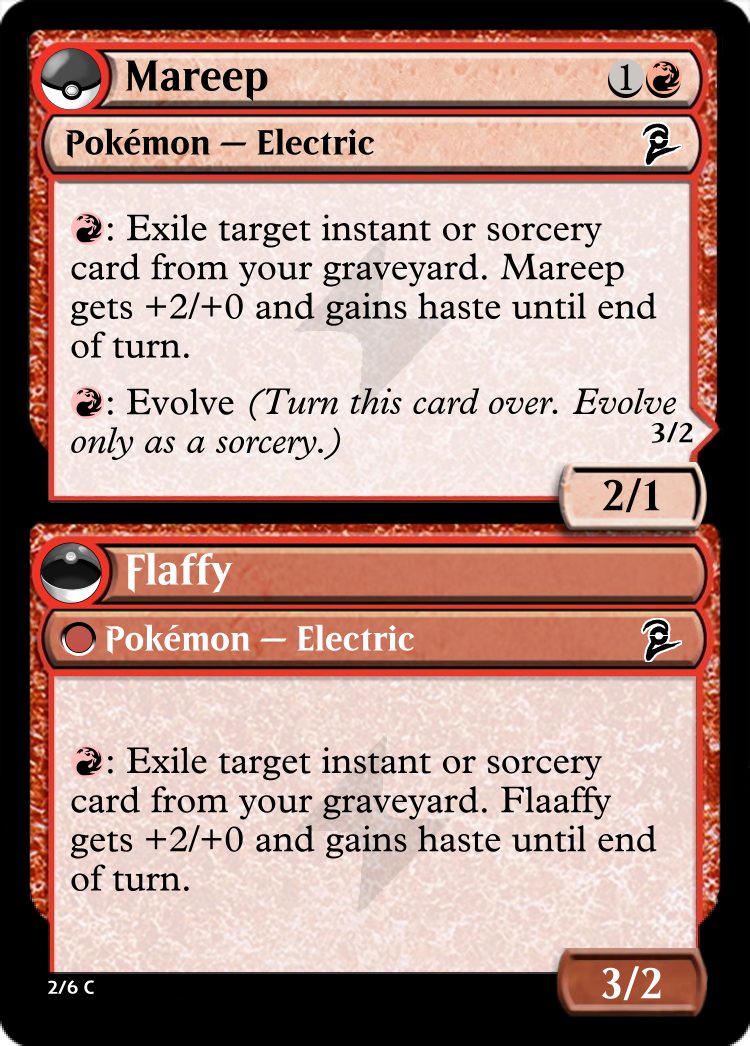 Mareep 1
Pokémon — Electric
: Exile target instant or sorcery
card from your graveyard. Mareep
gets +2/+0 and gains haste until end
of turn.
: Evolve (Turn this card over. Evolve
only as a sorcery.)
3/2
2/1
Flaffy
Pokémon — Electric
: Exile target instant or sorcery
card from your graveyard. Flaaffy
gets +2/+0 and gains haste until end
of turn.
2/6 C
3/2